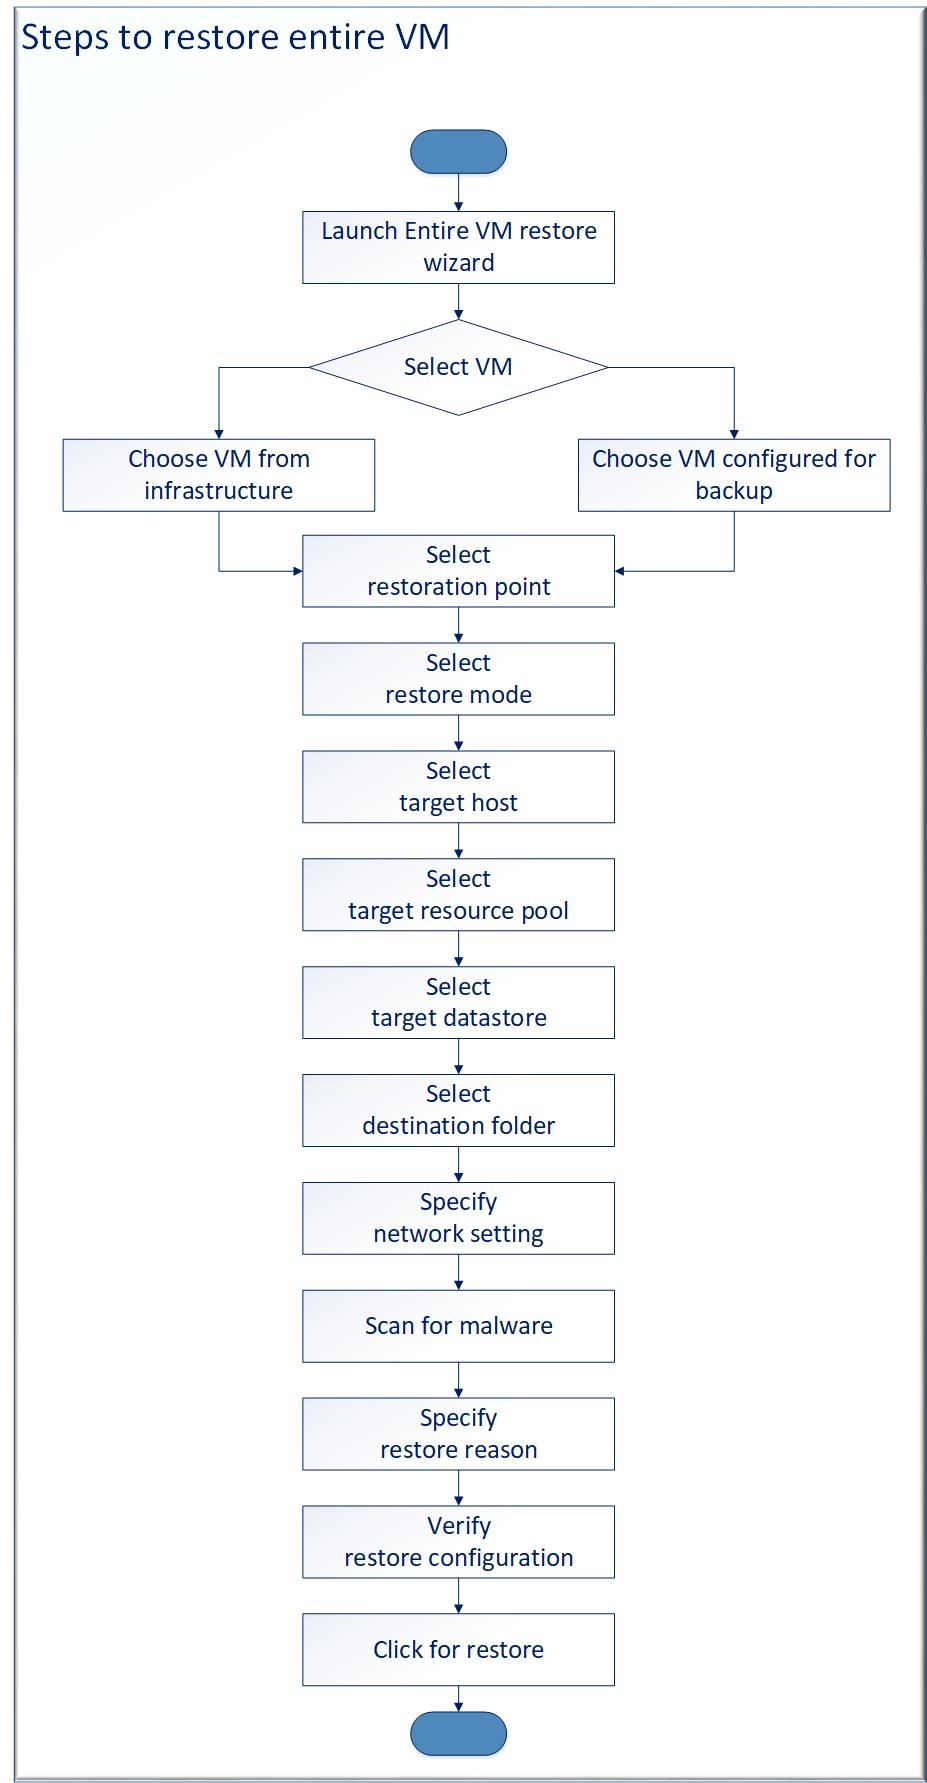 Steps to restore entire VM
Launch Entire VM restore
wizard
Select VM
Choose VM from
infrastructure
Choose VM configured for
backup
Select
restoration point
Select
restore mode
Select
target host
Select
target resource pool
Select
target datastore
Select
destination folder
Specify
network setting
Scan for malware
Specify
restore reason
Verify
restore configuration
Click for restore